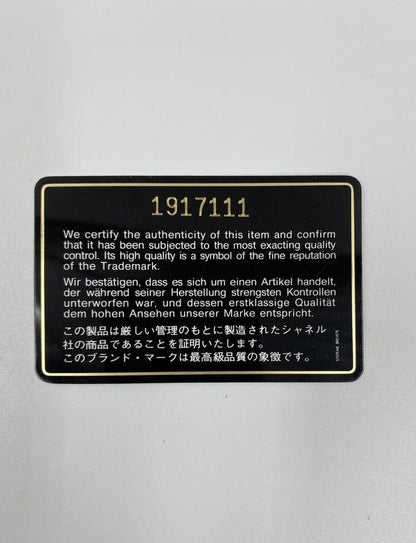 1917111
We certify the authenticity of this item and confirm
that it has been subjected to the most exacting quality
control. Its high quality is a symbol of the fine reputation
of the Trademark.
Wir bestätigen, dass es sich um einen Artikel handelt,
der während seiner Herstellung strengsten Kontrollen
unterworfen war, und dessen erstklassige Qualität
dem hohen Ansehen unserer Marke entspricht.
この製品は厳しい管理のもとに製造されたシャネル
社の商品であることを証明いたします。
このブランド・マークは最高級品質の象徴です。